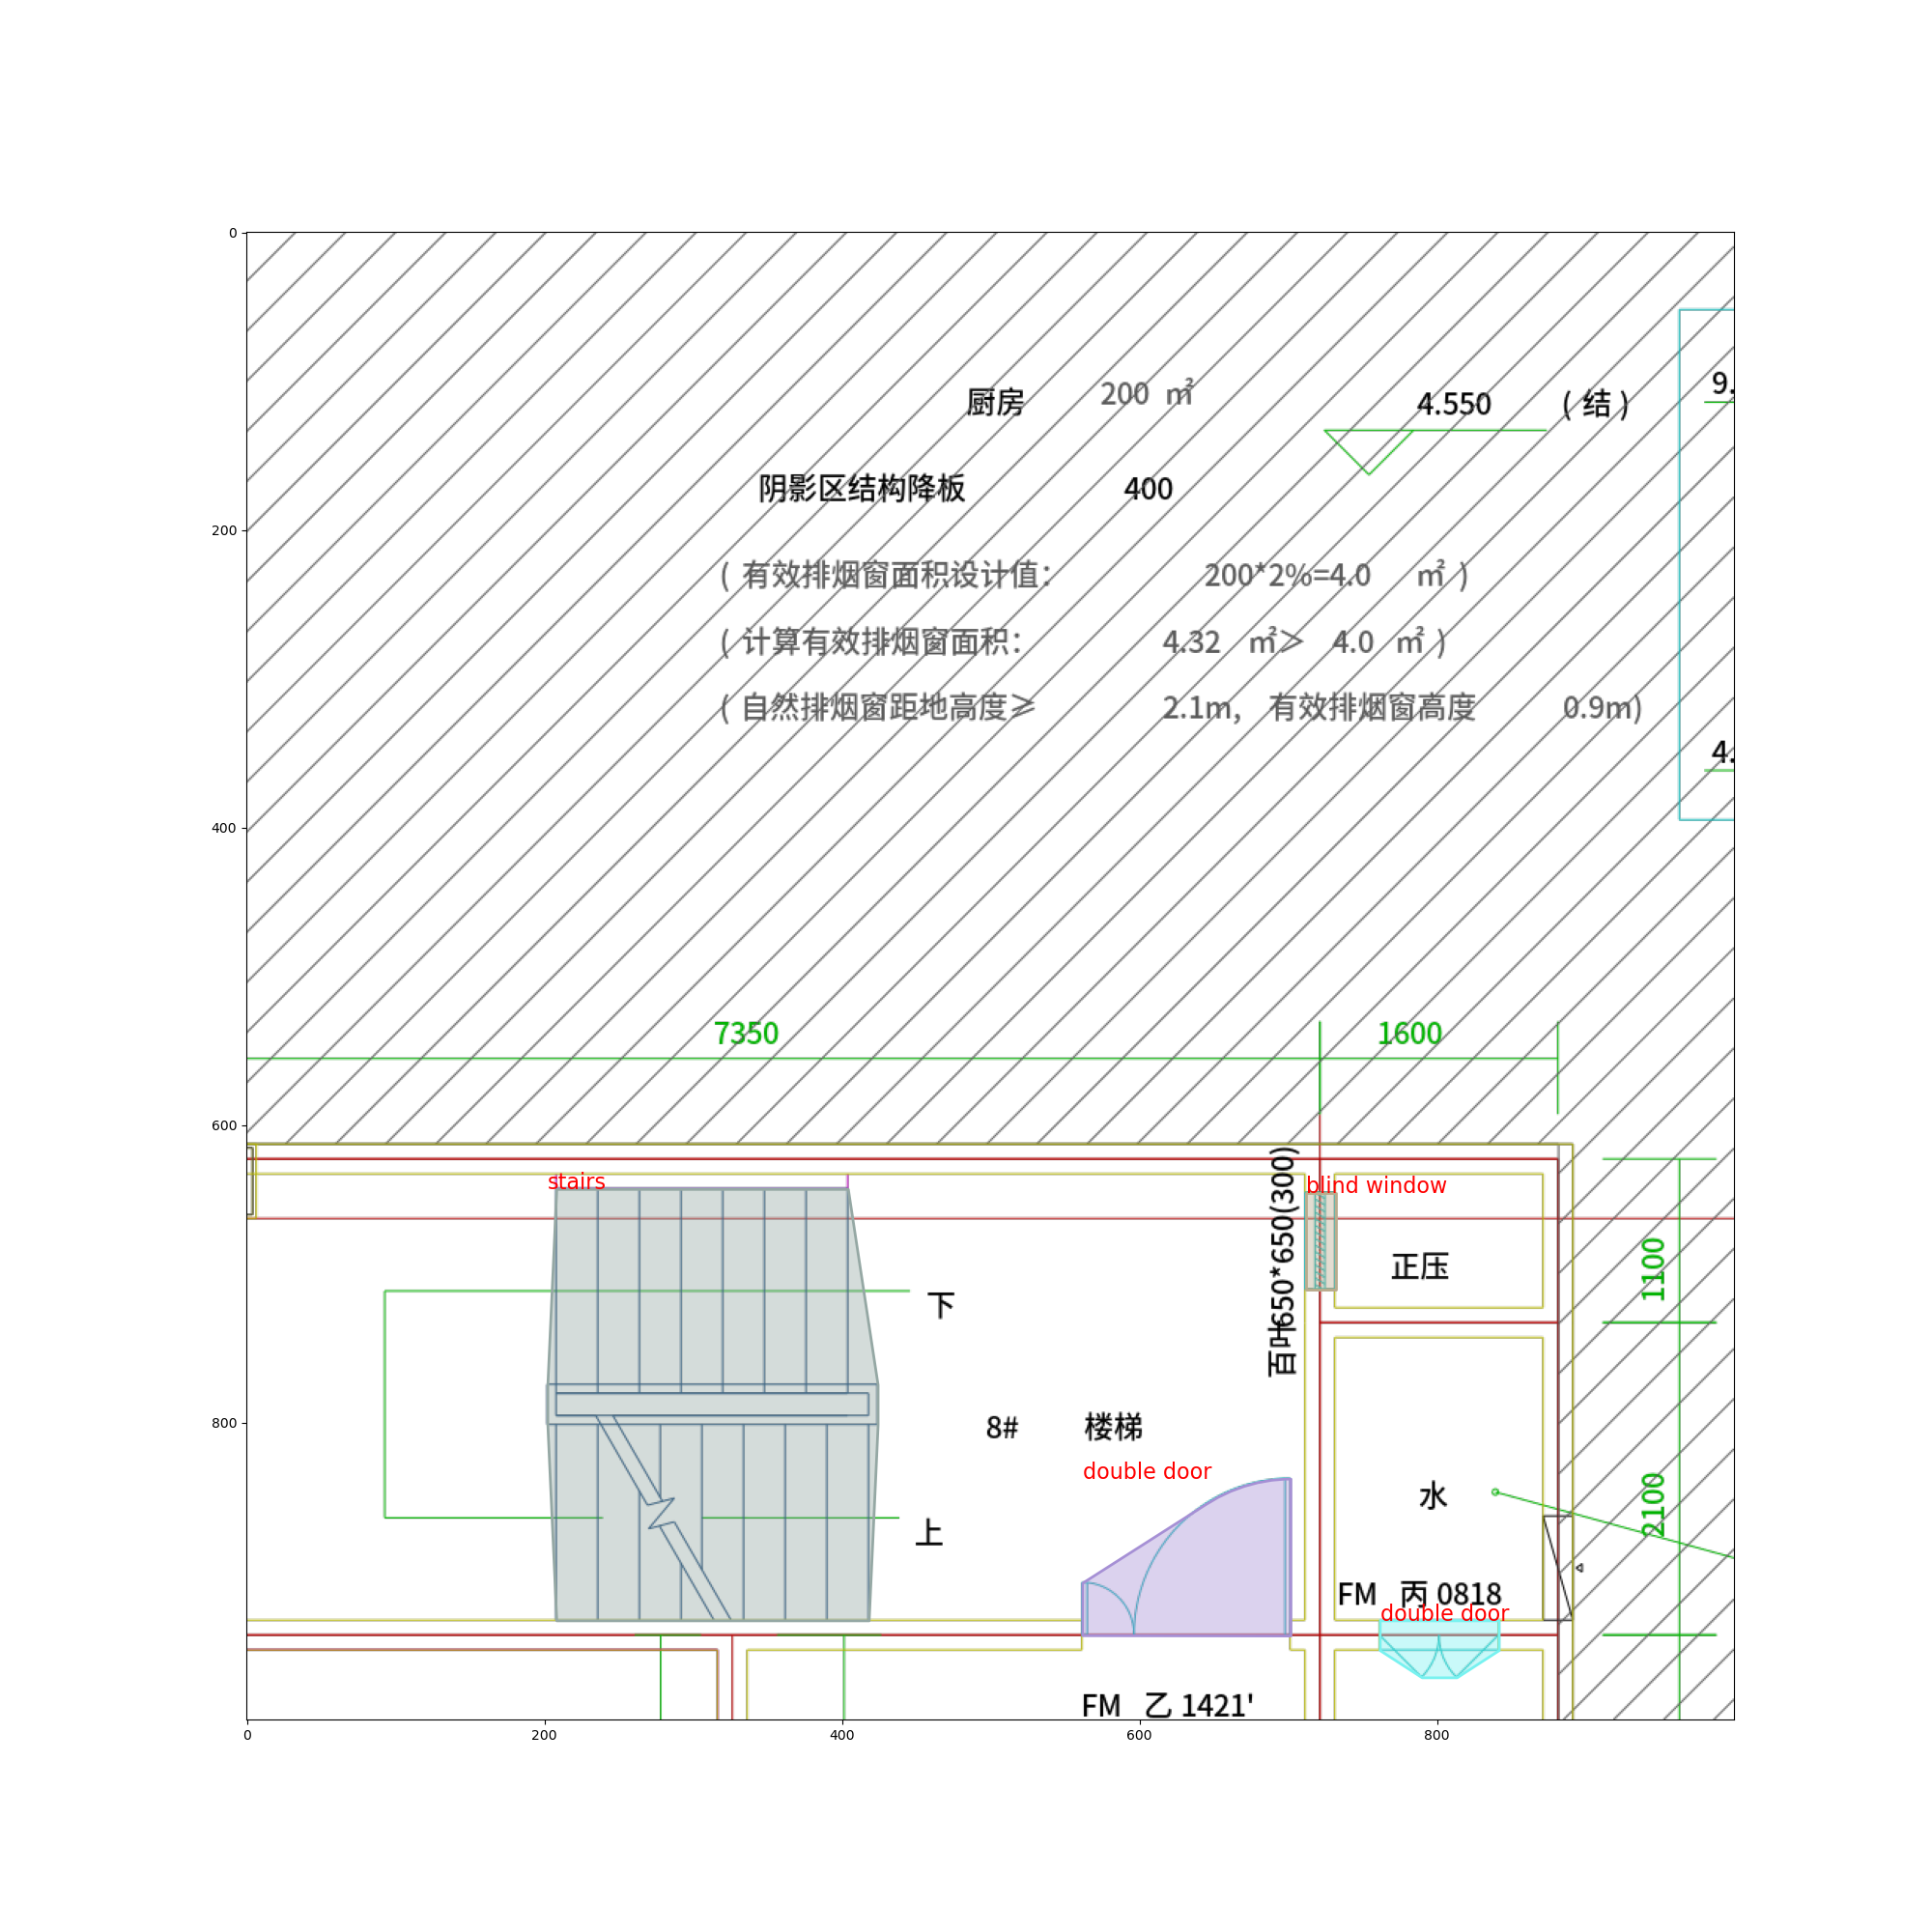 0
厨房 200 ㎡
4.550 (结)
9.
阴影区结构降板 400
200
(有效排烟窗面积设计值: 200*2%=4.0 ㎡)
(计算有效排烟窗面积: 4.32 ㎡> 4.0 ㎡)
(自然排烟窗距地高度≥ 2.1m, 有效排烟窗高度 0.9m)
4.
400
7350
1600
600
stairs
blind window
百叶650*650(300)
正压
1100
下
800
8# 楼梯
double door
水
2100
上
FM 丙 0818
double door
FM 乙 1421'
0 200 400 600 800